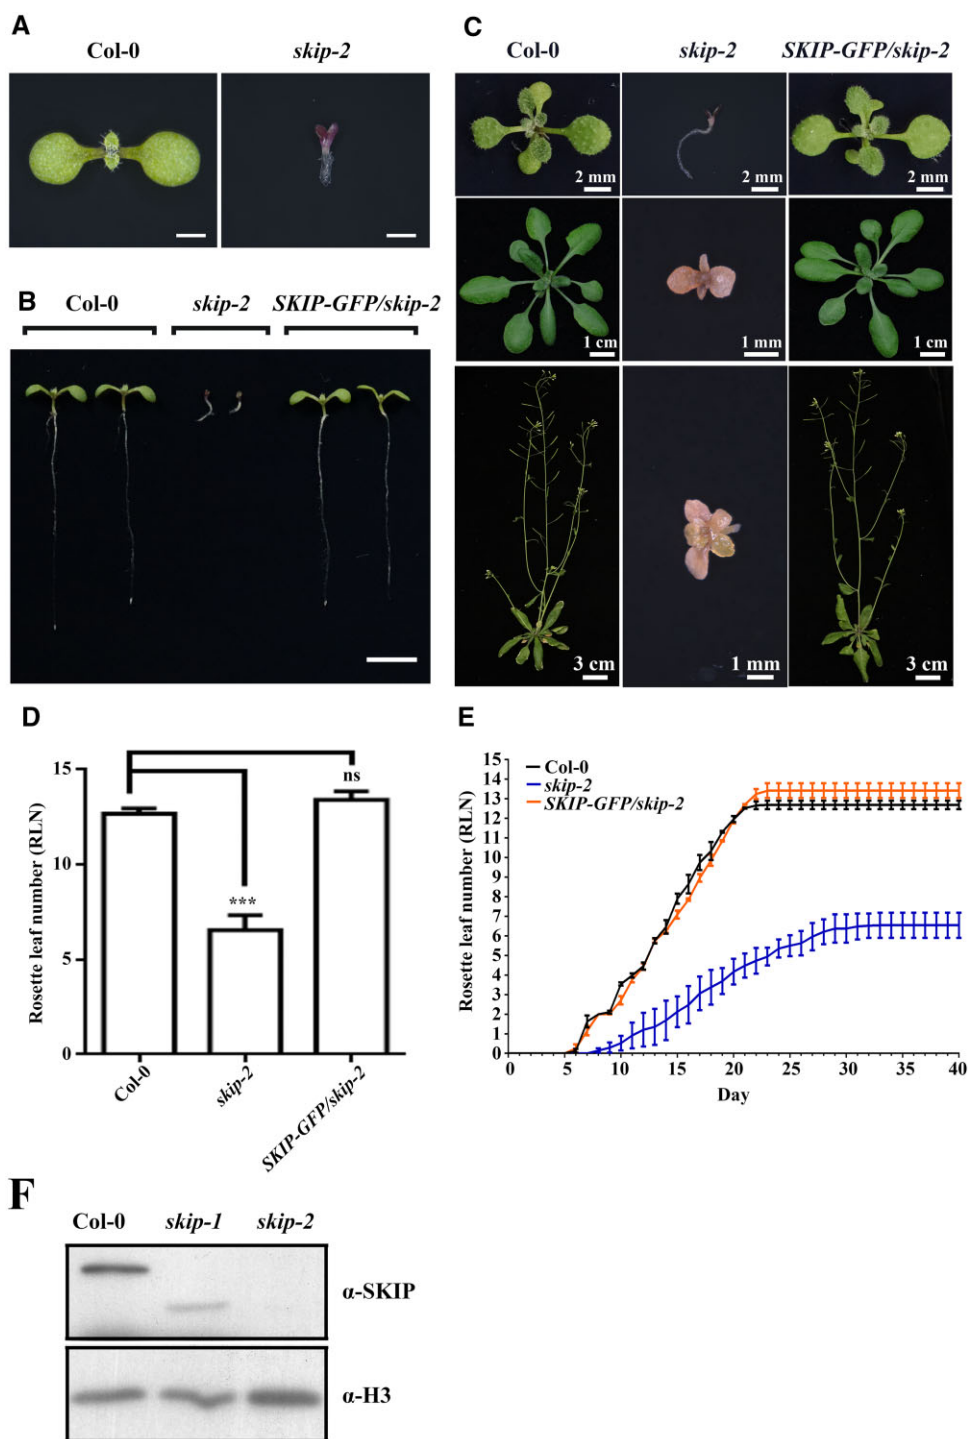 A
Col-0
skip-2
B
Col-0
skip-2
SKIP-GFP/skip-2
C
Col-0
skip-2
SKIP-GFP/skip-2
2 mm
2 mm
2 mm
1 cm
1 mm
1 cm
3 cm
1 mm
3 cm
D
Rosette leaf number (RLN)
15
10
5
0
***
ns
Col-0
skip-2
SKIP-GFP/skip-2
E
Rosette leaf number (RLN)
15
14
13
12
11
10
9
8
7
6
5
4
3
2
1
0
Col-0
skip-2
SKIP-GFP/skip-2
0 5 10 15 20 25 30 35 40
Day
F
Col-0
skip-1
skip-2
α-SKIP
α-H3